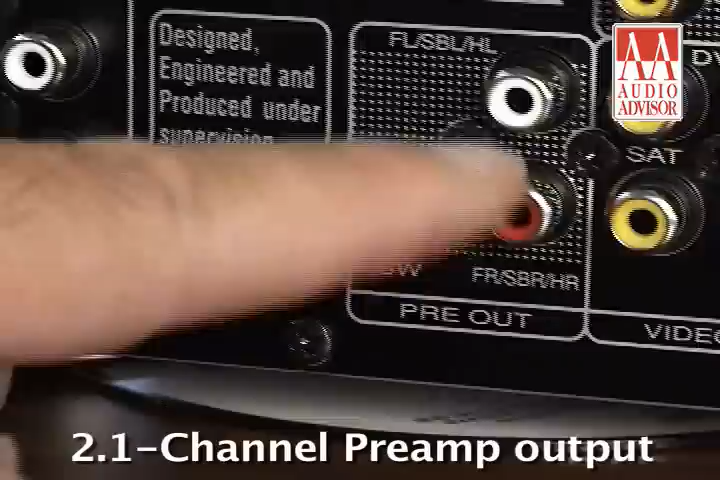 Designed,
Engineered and
Produced under
supervision
FL/SBL/HL
SW
FR/SBR/HR
PRE OUT
SAT
VIDEO
AUDIO
ADVISOR
2.1-Channel Preamp output